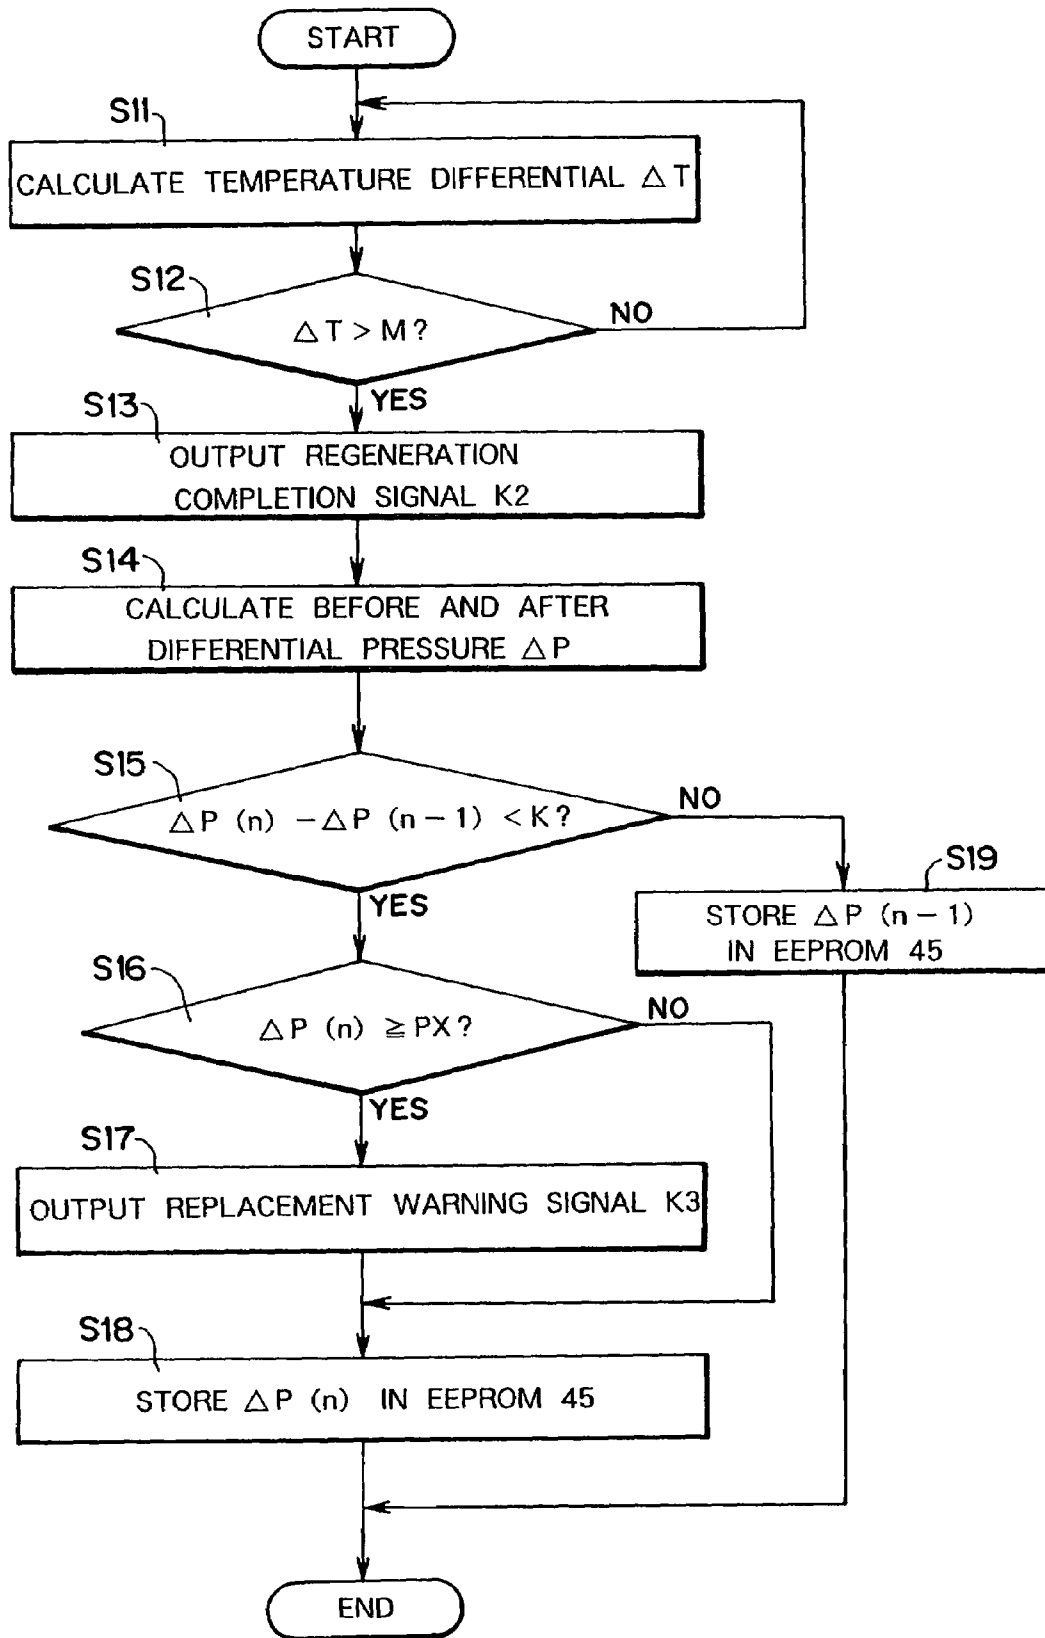 START
S11
CALCULATE TEMPERATURE DIFFERENTIAL △T
S12
△T > M?
NO
YES
S13
OUTPUT REGENERATION
COMPLETION SIGNAL K2
S14
CALCULATE BEFORE AND AFTER
DIFFERENTIAL PRESSURE △P
S15
△P (n) − △P (n − 1) < K?
NO
YES
S19
STORE △P (n − 1)
IN EEPROM 45
S16
△P (n) ≧ PX?
NO
YES
S17
OUTPUT REPLACEMENT WARNING SIGNAL K3
S18
STORE △P (n) IN EEPROM 45
END